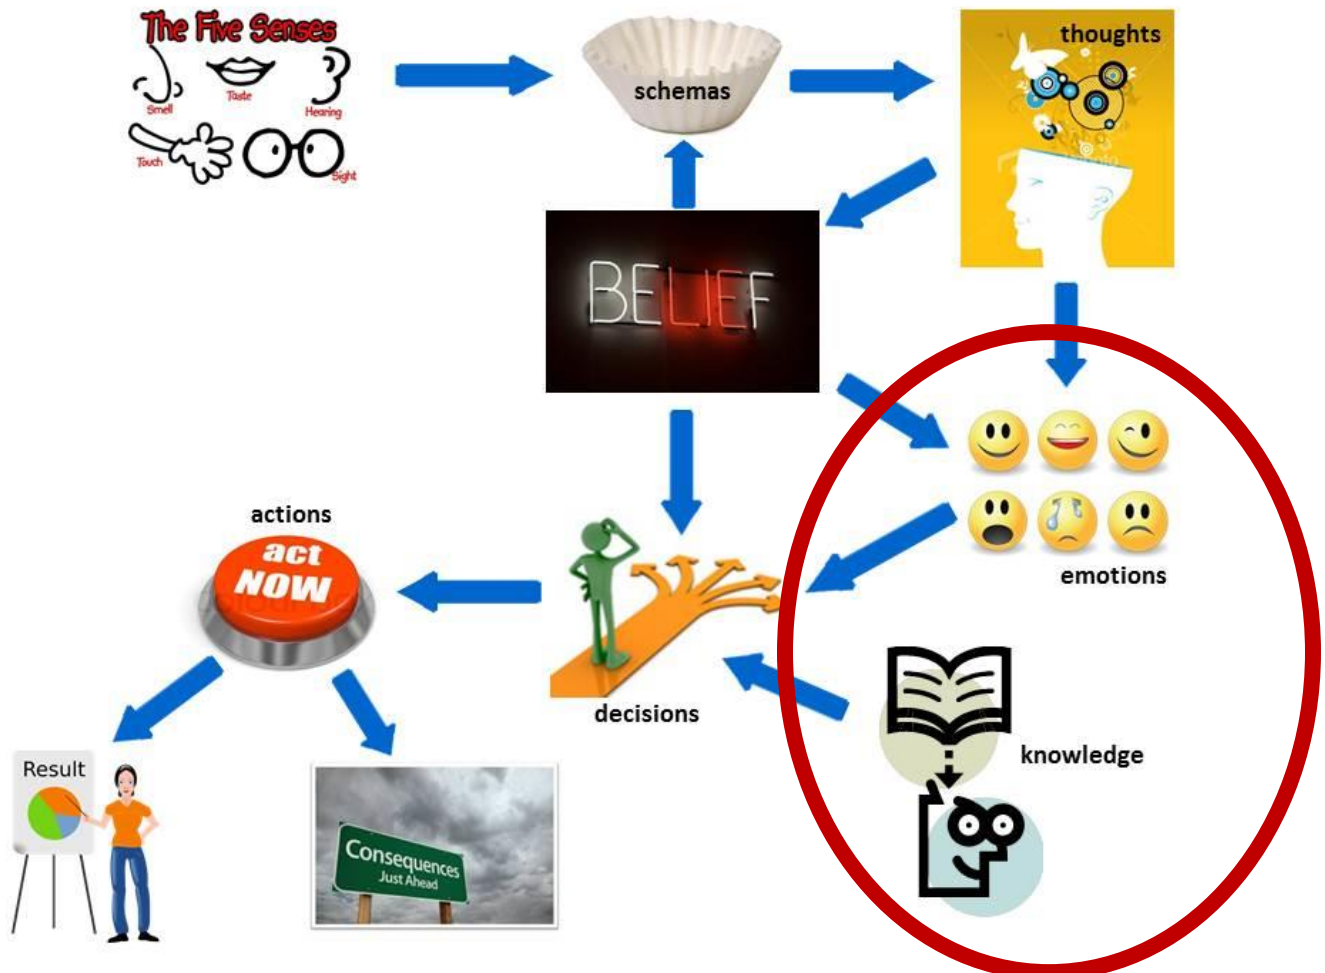 The Five Senses
Smell
Taste
Hearing
Touch
Sight
schemas
thoughts
BELIEF
emotions
actions
act
NOW
decisions
knowledge
Result
Consequences
Just Ahead